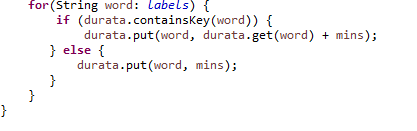 for(String word: labels) {
if (durata.containsKey(word)) {
durata.put(word, durata.get(word) + mins);
} else {
durata.put(word, mins);
}
}
}